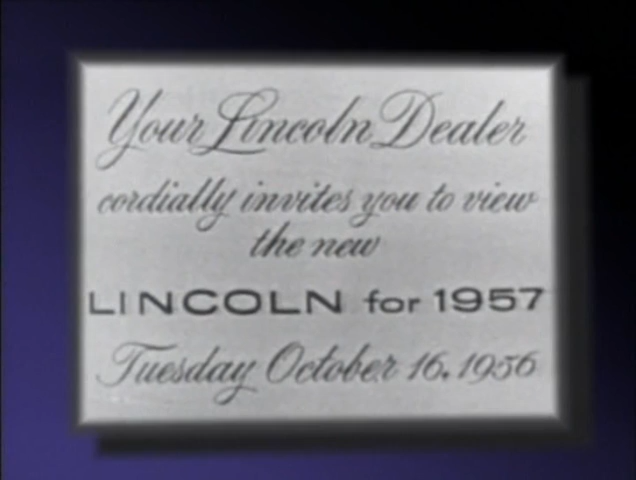 Your Lincoln Dealer
cordially invites you to view
the new
LINCOLN for 1957
Tuesday October 16, 1956